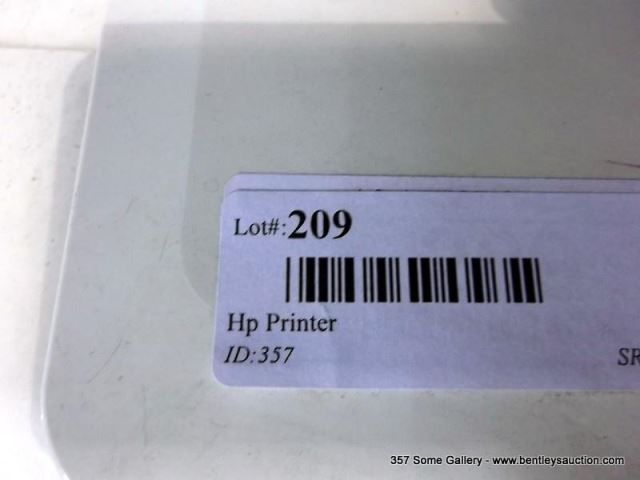 Lot#:209
Hp Printer
ID:357
SR
357 Some Gallery - www.bentleysauction.com